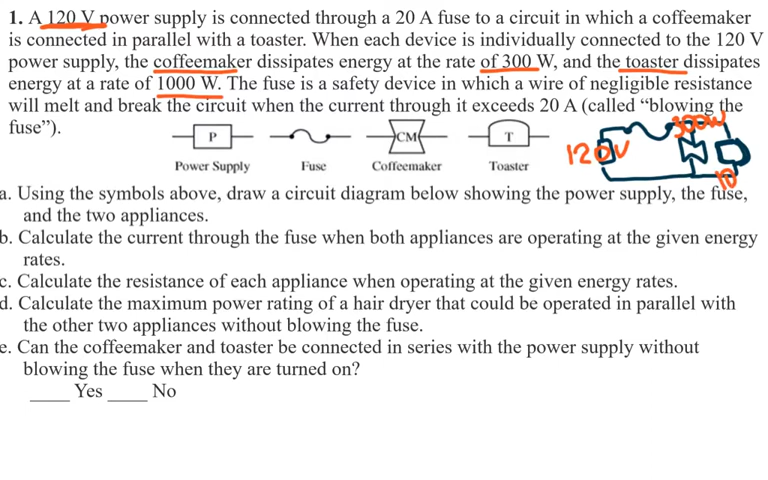 1. A 120 V power supply is connected through a 20 A fuse to a circuit in which a coffeemaker
is connected in parallel with a toaster. When each device is individually connected to the 120 V
power supply, the coffeemaker dissipates energy at the rate of 300 W, and the toaster dissipates
energy at a rate of 1000 W. The fuse is a safety device in which a wire of negligible resistance
will melt and break the circuit when the current through it exceeds 20 A (called “blowing the
fuse”).
P CM T
Power Supply Fuse Coffeemaker Toaster
120V 300W
10
a. Using the symbols above, draw a circuit diagram below showing the power supply, the fuse,
and the two appliances.
b. Calculate the current through the fuse when both appliances are operating at the given energy
rates.
c. Calculate the resistance of each appliance when operating at the given energy rates.
d. Calculate the maximum power rating of a hair dryer that could be operated in parallel with
the other two appliances without blowing the fuse.
e. Can the coffeemaker and toaster be connected in series with the power supply without
blowing the fuse when they are turned on?
____ Yes ____ No